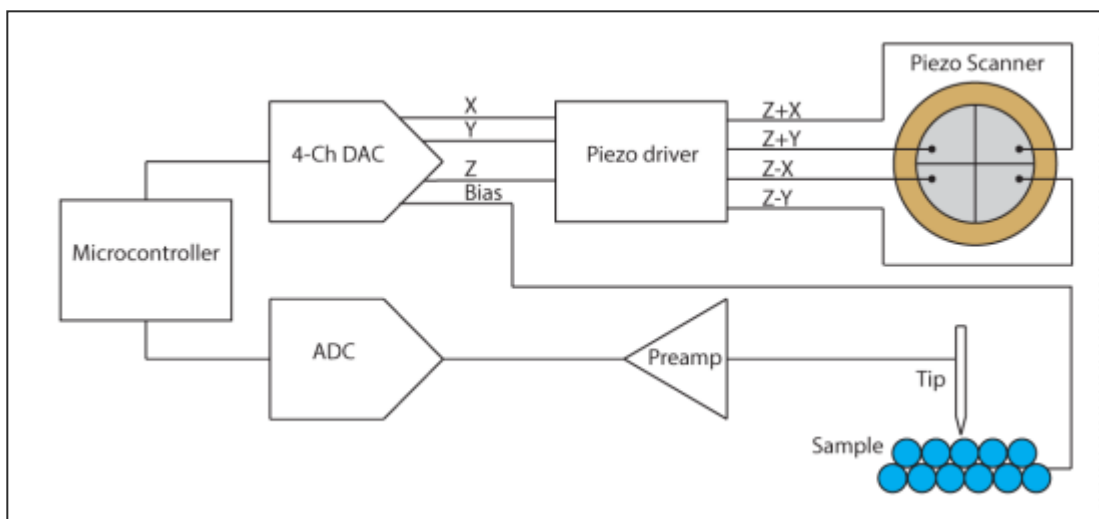 Piezo Scanner
X
Y
Z
Bias
4-Ch DAC
Piezo driver
Z+X
Z+Y
Z-X
Z-Y
Microcontroller
ADC
Preamp
Tip
Sample